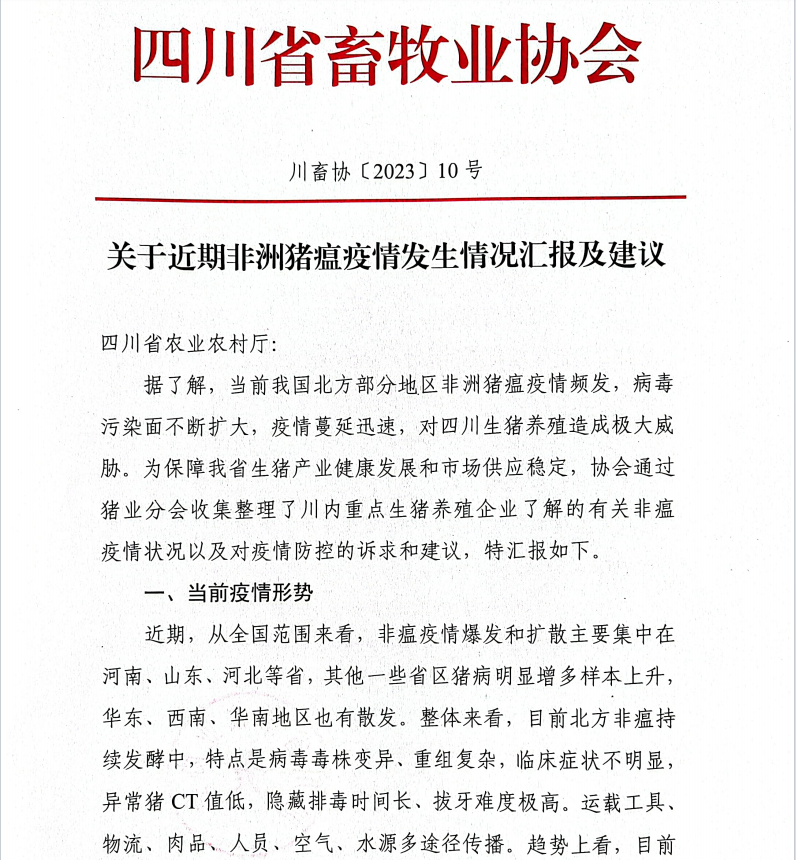 四川省畜牧业协会
川畜协〔2023〕10 号
关于近期非洲猪瘟疫情发生情况汇报及建议
四川省农业农村厅：
据了解，当前我国北方部分地区非洲猪瘟疫情频发，病毒
污染面不断扩大，疫情蔓延迅速，对四川生猪养殖造成极大威
胁。为保障我省生猪产业健康发展和市场供应稳定，协会通过
猪业分会收集整理了川内重点生猪养殖企业了解的有关非瘟
疫情状况以及对疫情防控的诉求和建议，特汇报如下。
一、当前疫情形势
近期，从全国范围来看，非瘟疫情爆发和扩散主要集中在
河南、山东、河北等省，其他一些省区猪病明显增多样本上升，
华东、西南、华南地区也有散发。整体来看，目前北方非瘟持
续发酵中，特点是病毒毒株变异、重组复杂，临床症状不明显，
异常猪 CT 值低，隐藏排毒时间长、拔牙难度极高。运载工具、
物流、肉品、人员、空气、水源多途径传播。趋势上看，目前